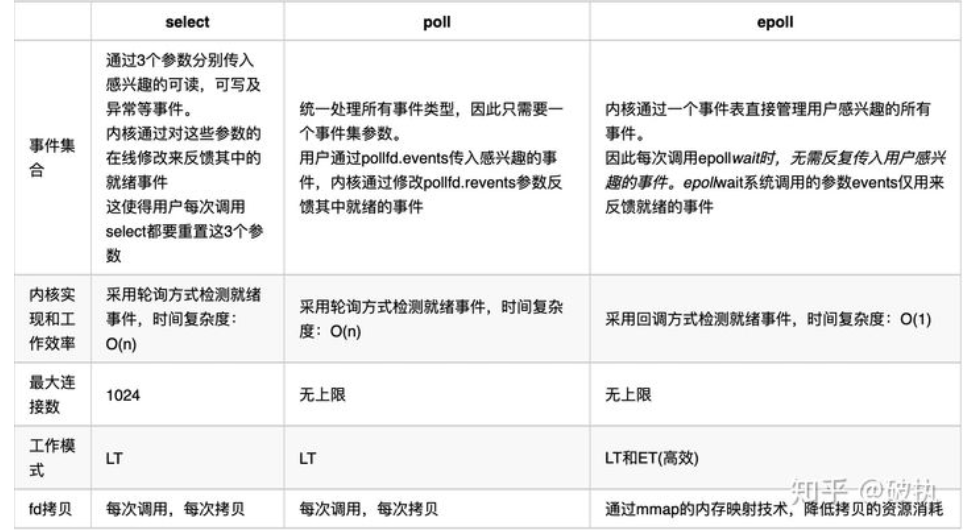 select
poll
epoll
事件集
合
通过3个参数分别传入
感兴趣的可读，可写及
异常等事件。
内核通过对这些参数的
在线修改来反馈其中的
就绪事件
这使得用户每次调用
select都要重置这3个参
数
统一处理所有事件类型，因此只需要一
个事件集参数。
用户通过pollfd.events传入感兴趣的事
件，内核通过修改pollfd.revents参数反
馈其中就绪的事件
内核通过一个事件表直接管理用户感兴趣的所有
事件。
因此每次调用epollwait时，无需反复传入用户感兴
趣的事件。epollwait系统调用的参数events仅用来
反馈就绪的事件
内核实
现和工
作效率
采用轮询方式检测就绪
事件，时间复杂度：
O(n)
采用轮询方式检测就绪事件，时间复杂
度：O(n)
采用回调方式检测就绪事件，时间复杂度：O(1)
最大连
接数
1024
无上限
无上限
工作模
式
LT
LT
LT和ET(高效)
fd拷贝
每次调用，每次拷贝
每次调用，每次拷贝
通过mmap的内存映射技术，降低拷贝的资源消耗
知乎 @破执